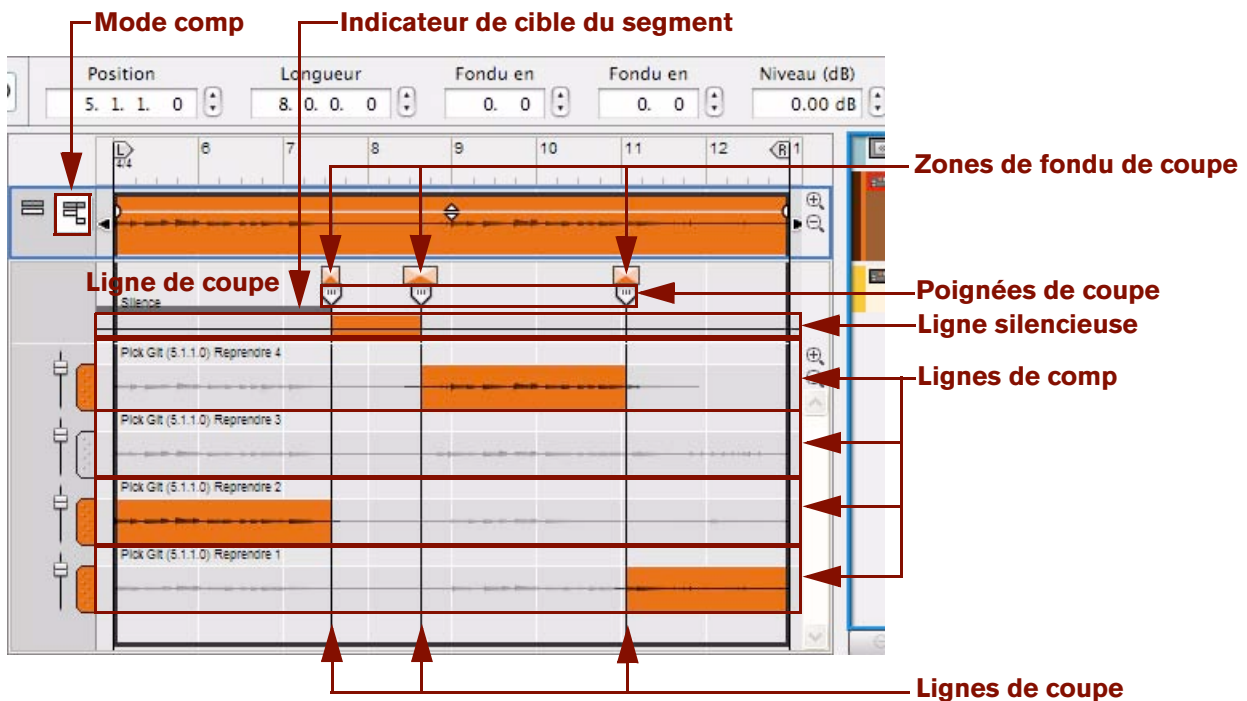 Mode comp
Indicateur de cible du segment
Position
Longueur
Fondu en
Fondu en
Niveau (dB)
5. 1. 1. 0
8. 0. 0. 0
0. 0
0. 0
0.00 dB
L
4/4
6
7
8
9
10
11
12
R
1
Zones de fondu de coupe
Ligne de coupe
Silence
Poignées de coupe
Ligne silencieuse
Pick Git (5.1.1.0) Reprendre 4
Lignes de comp
Pick Git (5.1.1.0) Reprendre 3
Pick Git (5.1.1.0) Reprendre 2
Pick Git (5.1.1.0) Reprendre 1
Lignes de coupe